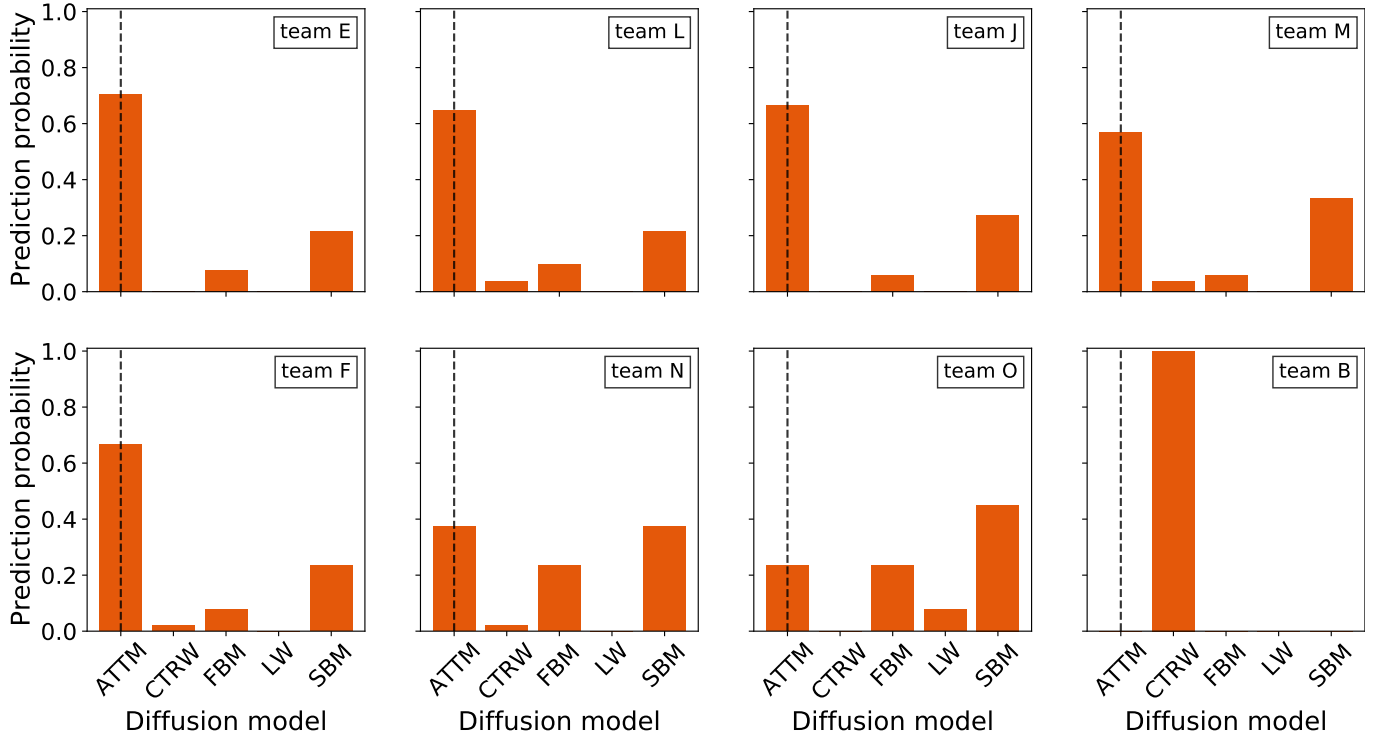 Prediction probability
1.0
0.8
0.6
0.4
0.2
0.0
team E
team L
team J
team M
Prediction probability
1.0
0.8
0.6
0.4
0.2
0.0
team F
team N
team O
team B
ATTM CTRW FBM LW SBM
ATTM CTRW FBM LW SBM
ATTM CTRW FBM LW SBM
ATTM CTRW FBM LW SBM
Diffusion model
Diffusion model
Diffusion model
Diffusion model